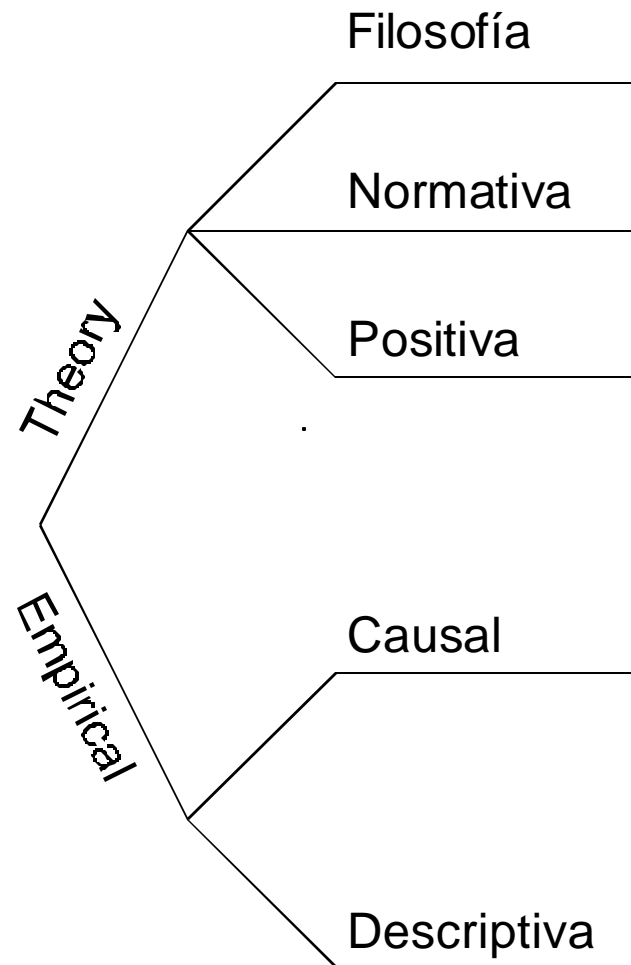 Filosofía
Normativa
Positiva
Theory
Empirical
Causal
Descriptiva